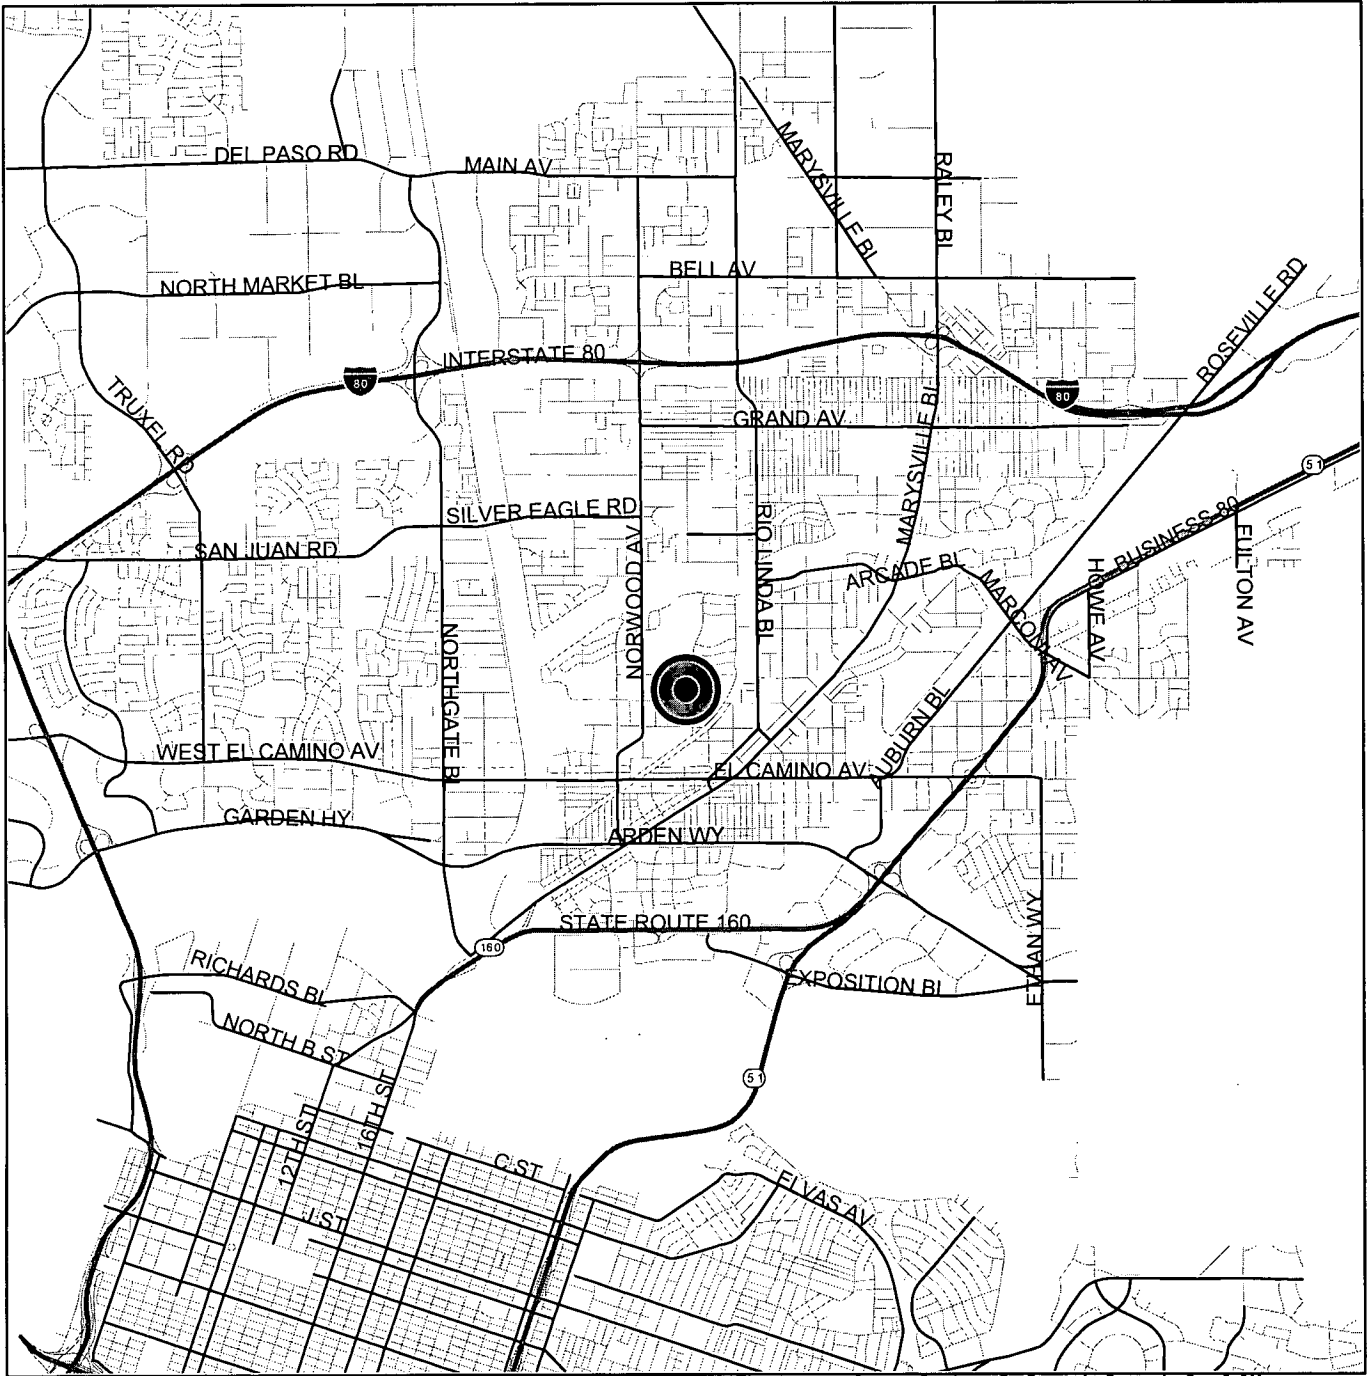 DEL PASO RD
MAIN AV
MARYSVILLE BL
RALEY BL
BELL AV
NORTH MARKET BL
ROSEVILLE RD
INTERSTATE 80
80
80
TRUXEL RD
GRAND AV
MARYSVILLE BL
51
SILVER EAGLE RD
RIO LINDA BL
BUSINESS 80
FULTON AV
SAN JUAN RD
NORWOOD AV
ARCADE BL
MARCONI AV
HOWE AV
NORTHGATE BL
AUBURN BL
WEST EL CAMINO AV
EL CAMINO AV
GARDEN HY
ARDEN WY
STATE ROUTE 160
160
ETHAN WY
RICHARDS BL
EXPOSITION BL
NORTH B ST
51
16TH ST
12TH ST
C ST
ELVAS AV
J ST